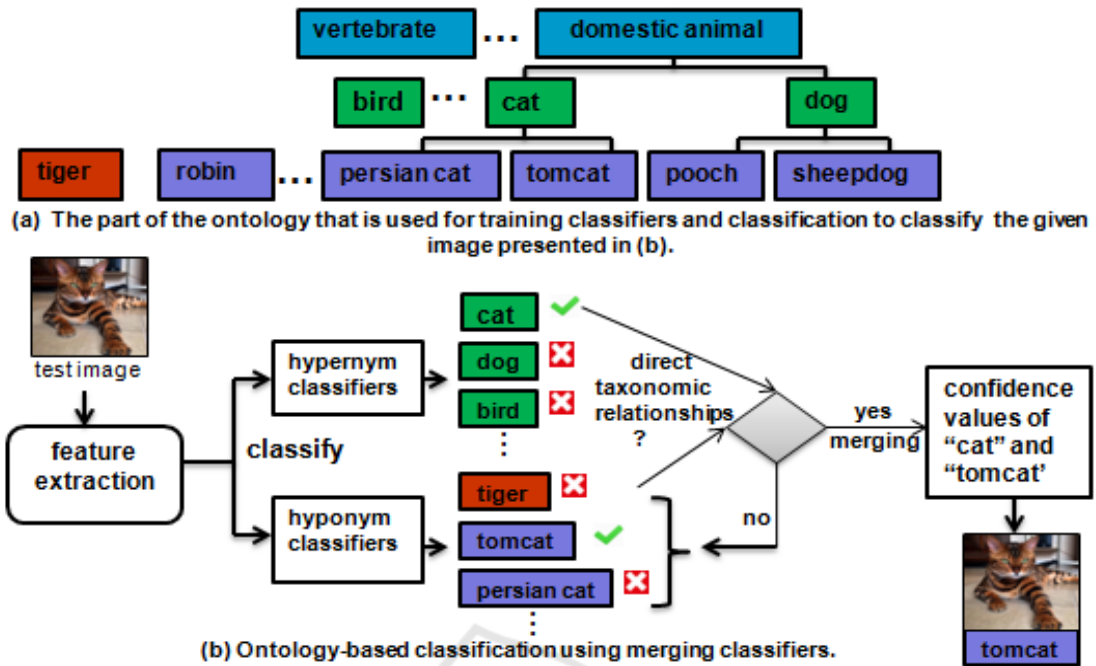 vertebrate ... domestic animal
bird ... cat dog
tiger robin ... persian cat tomcat pooch sheepdog
(a) The part of the ontology that is used for training classifiers and classification to classify the given
image presented in (b).
test image
feature
extraction
classify
hypernym
classifiers
hyponym
classifiers
cat
dog
bird
⋮
tiger
tomcat
persian cat
⋮
direct
taxonomic
relationships
?
yes
merging
no
confidence
values of
“cat” and
“tomcat’
tomcat
(b) Ontology-based classification using merging classifiers.